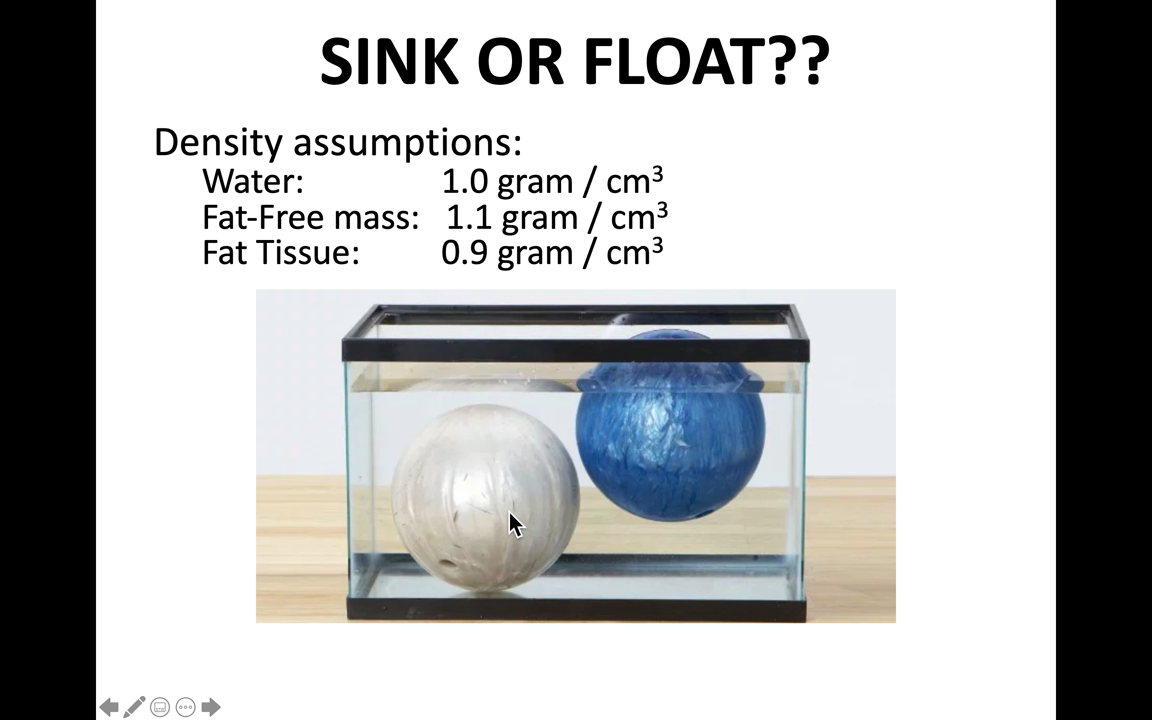 SINK OR FLOAT??
Density assumptions:
Water: 1.0 gram / cm³
Fat-Free mass: 1.1 gram / cm³
Fat Tissue: 0.9 gram / cm³